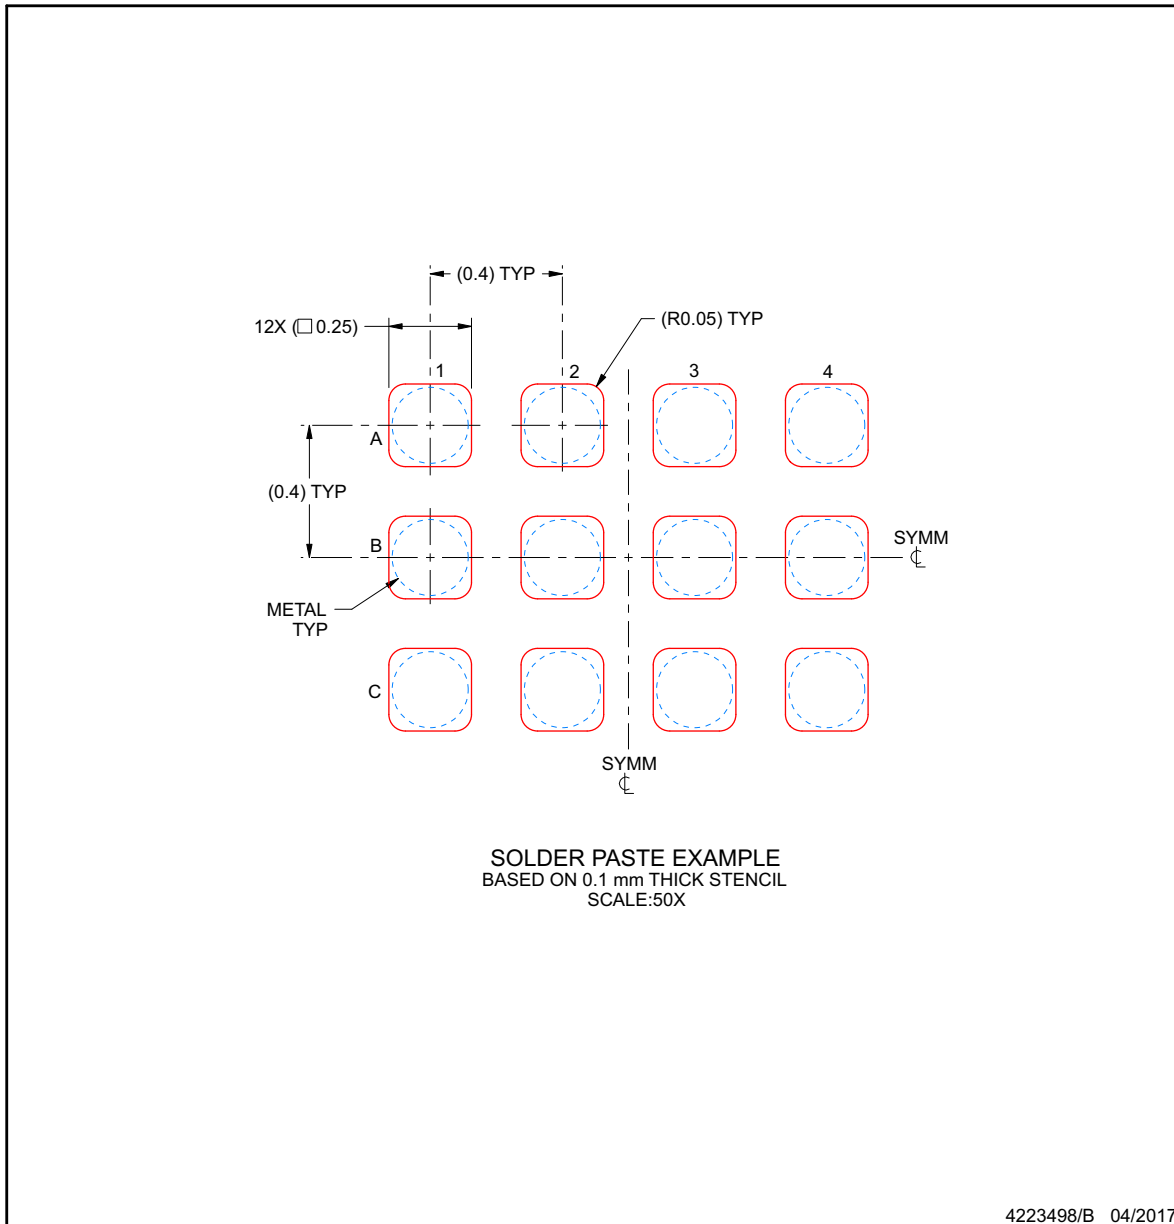 (0.4) TYP
12X (□ 0.25)
(R0.05) TYP
1
2
3
4
A
(0.4) TYP
B
SYMM
℄
METAL
TYP
C
SYMM
℄
SOLDER PASTE EXAMPLE
BASED ON 0.1 mm THICK STENCIL
SCALE:50X
4223498/B 04/2017